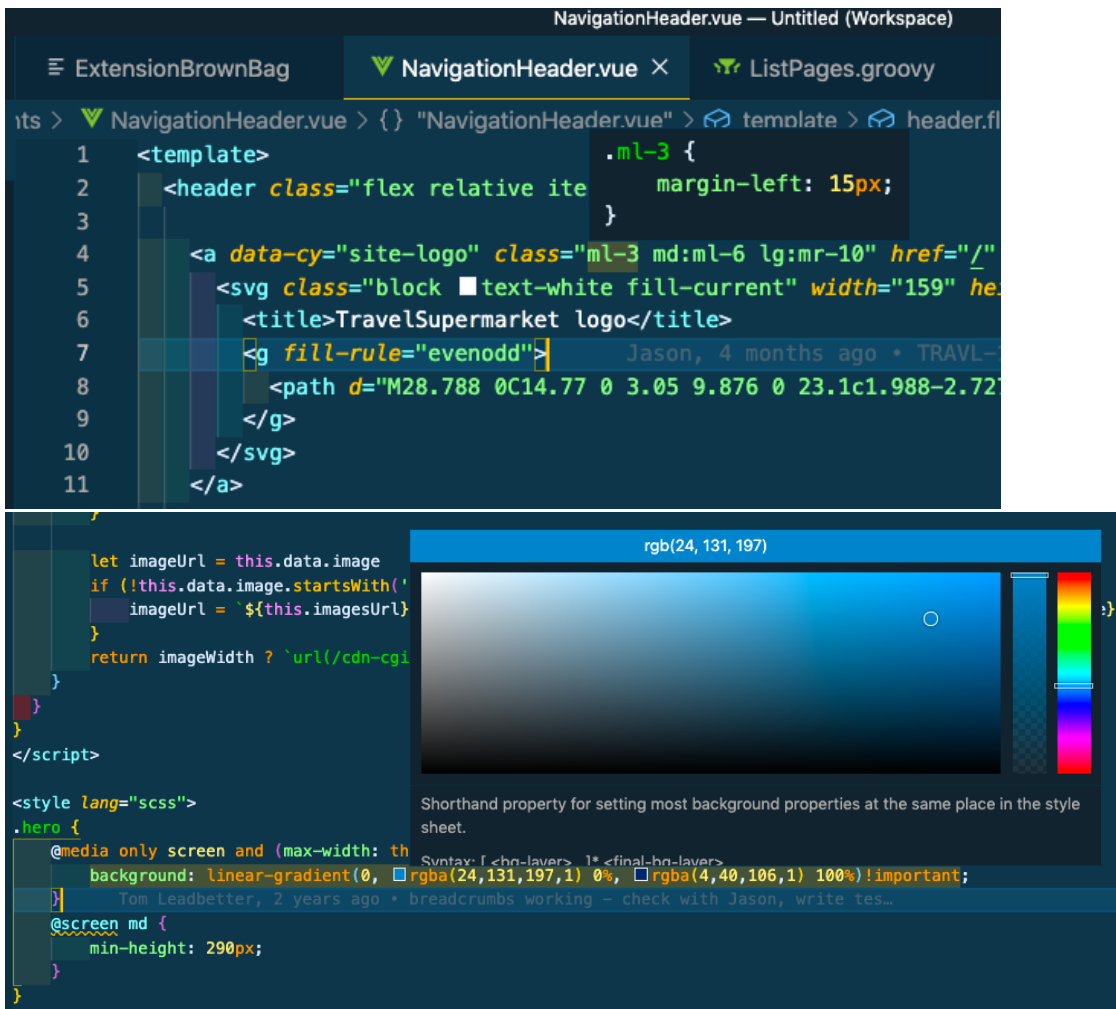 NavigationHeader.vue — Untitled (Workspace)
ExtensionBrownBag NavigationHeader.vue × ListPages.groovy
nts > NavigationHeader.vue > {} "NavigationHeader.vue" > template > header.fl
.ml-3 {
margin-left: 15px;
}
1 <template>
2 <header class="flex relative ite
3
4 <a data-cy="site-logo" class="ml-3 md:ml-6 lg:mr-10" href="/"
5 <svg class="block text-white fill-current" width="159" hei
6 <title>TravelSupermarket logo</title>
7 <g fill-rule="evenodd"> Jason, 4 months ago • TRAVL-
8 <path d="M28.788 0C14.77 0 3.05 9.876 0 23.1c1.988-2.727
9 </g>
10 </svg>
11 </a>
}
let imageUrl = this.data.image
if (!this.data.image.startsWith('
imageUrl = `${this.imagesUrl}
e}
}
return imageWidth ? `url(/cdn-cgi
}
}
}
</script>
rgb(24, 131, 197)
Shorthand property for setting most background properties at the same place in the style
sheet.
Syntax: [ <bg-layer> , ]* <final-bg-layer>
<style lang="scss">
.hero {
@media only screen and (max-width: th
background: linear-gradient(0, rgba(24,131,197,1) 0%, rgba(4,40,106,1) 100%)!important;
} Tom Leadbetter, 2 years ago • breadcrumbs working – check with Jason, write tes…
@screen md {
min-height: 290px;
}
}